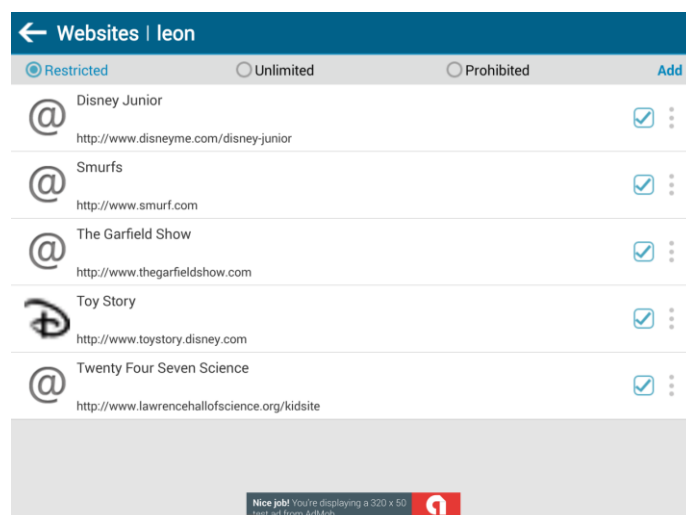 Websites | leon
Restricted
Unlimited
Prohibited
Add
Disney Junior
http://www.disneyme.com/disney-junior
Smurfs
http://www.smurf.com
The Garfield Show
http://www.thegarfieldshow.com
Toy Story
http://www.toystory.disney.com
Twenty Four Seven Science
http://www.lawrencehallofscience.org/kidsite
Nice job! You're displaying a 320 x 50
test ad from AdMob